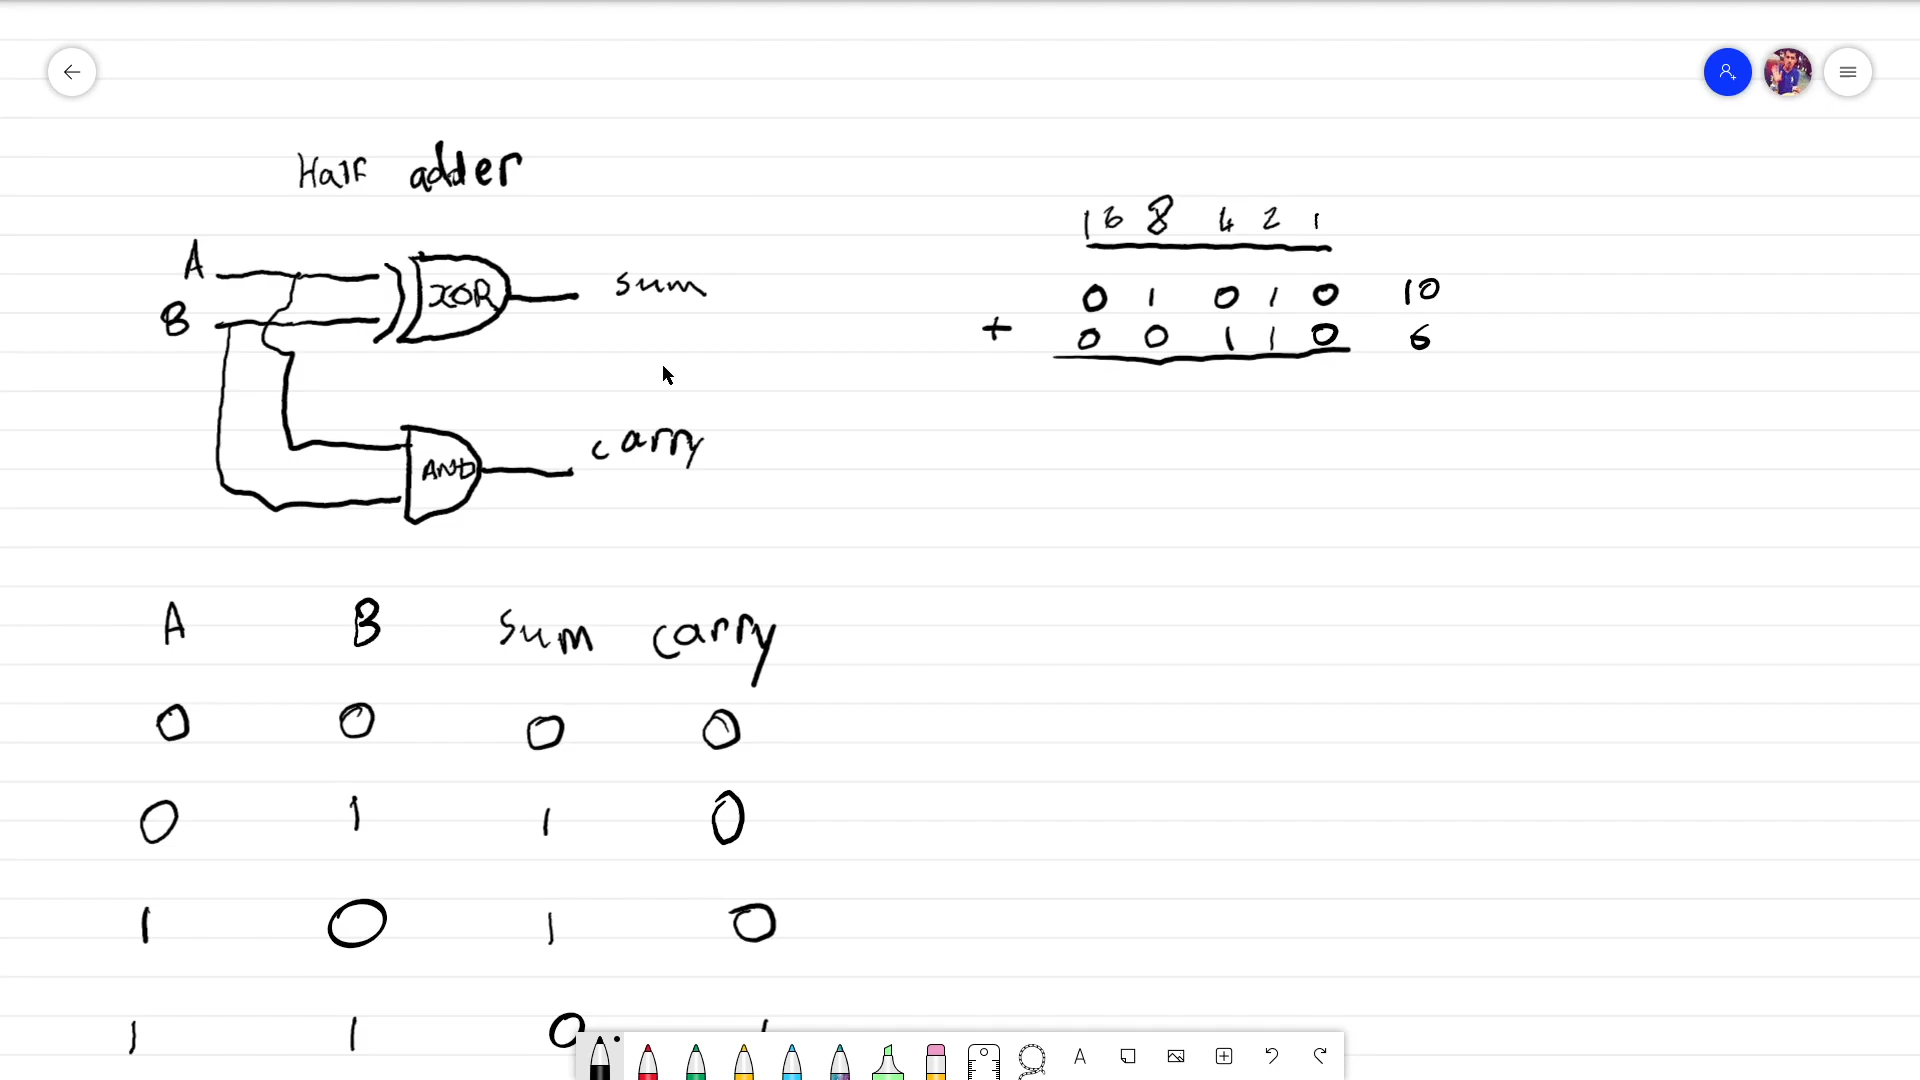 Half adder
16 8 4 2 1
A
XOR
sum
0 1 0 1 0 10
B
+ 0 0 1 1 0 6
AND
carry
A B sum carry
0 0 0 0
0 1 1 0
1 0 1 0
1 1 0 1
A